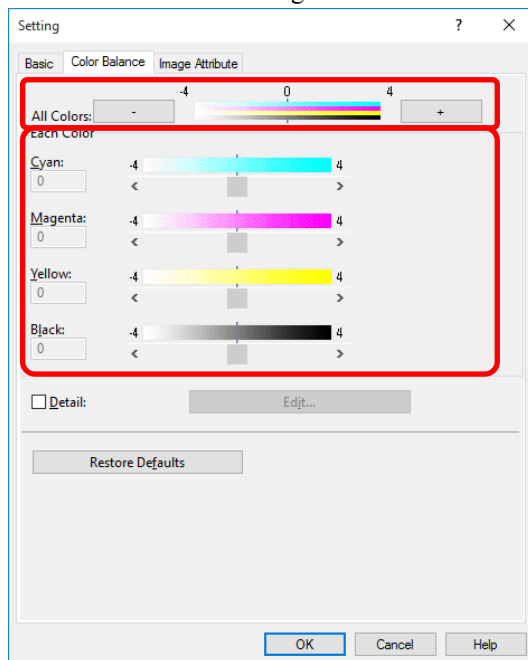 Setting ? ×
Basic Color Balance Image Attribute
-4 0 4
All Colors: - +
Each Color
Cyan: -4 4
0 < >
Magenta: -4 4
0 < >
Yellow: -4 4
0 < >
Black: -4 4
0 < >
Detail: Edit...
Restore Defaults
OK Cancel Help